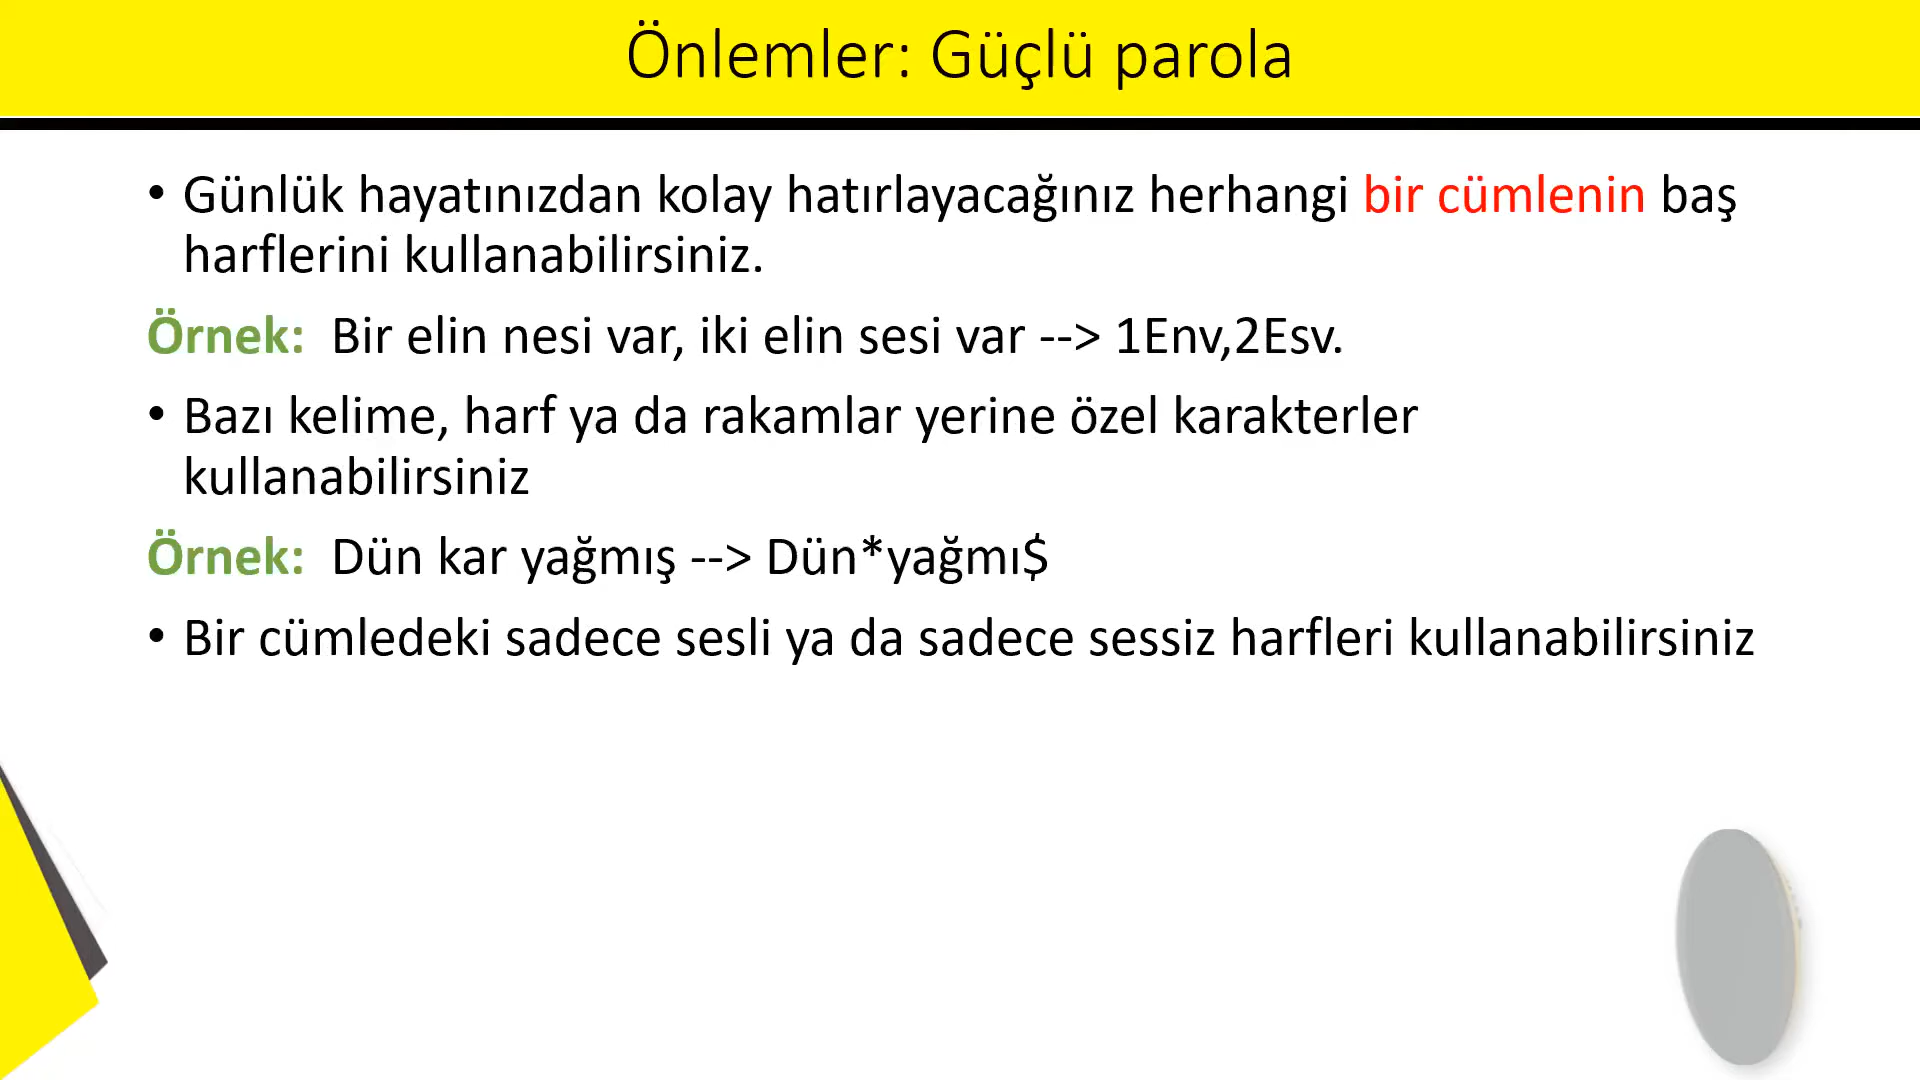 Önlemler: Güçlü parola
• Günlük hayatınızdan kolay hatırlayacağınız herhangi bir cümlenin baş
harflerini kullanabilirsiniz.
Örnek: Bir elin nesi var, iki elin sesi var --> 1Env,2Esv.
• Bazı kelime, harf ya da rakamlar yerine özel karakterler
kullanabilirsiniz
Örnek: Dün kar yağmış --> Dün*yağmı$
• Bir cümledeki sadece sesli ya da sadece sessiz harfleri kullanabilirsiniz